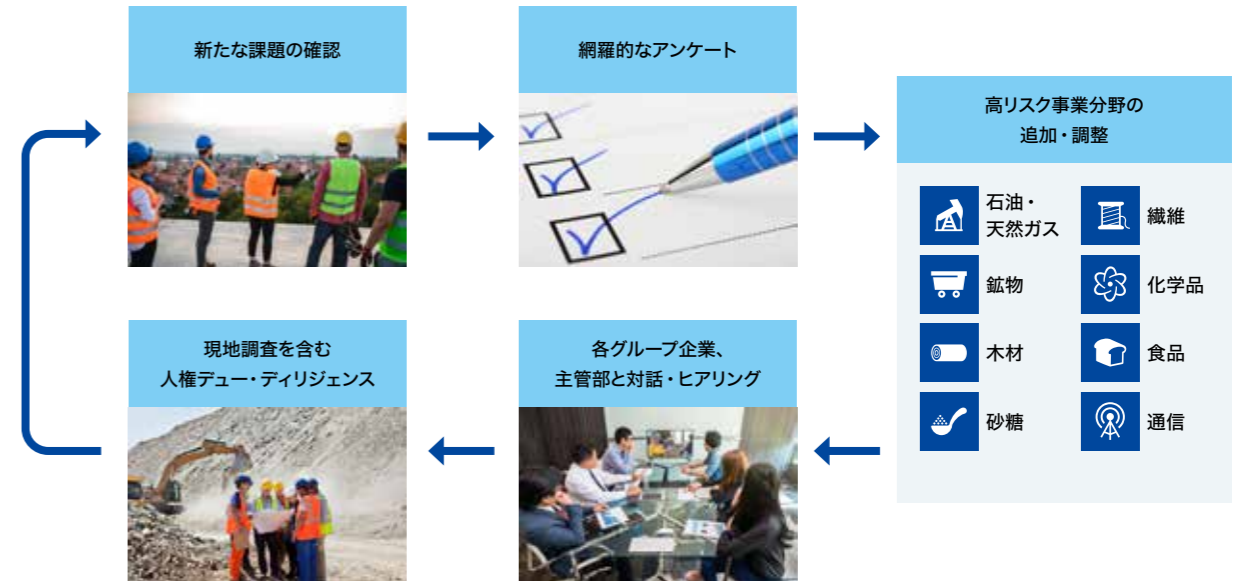 新たな課題の確認
網羅的なアンケート
高リスク事業分野の
追加・調整
石油・
天然ガス
繊維
鉱物
化学品
木材
食品
砂糖
通信
各グループ企業、
主管部と対話・ヒアリング
現地調査を含む
人権デュー・ディリジェンス